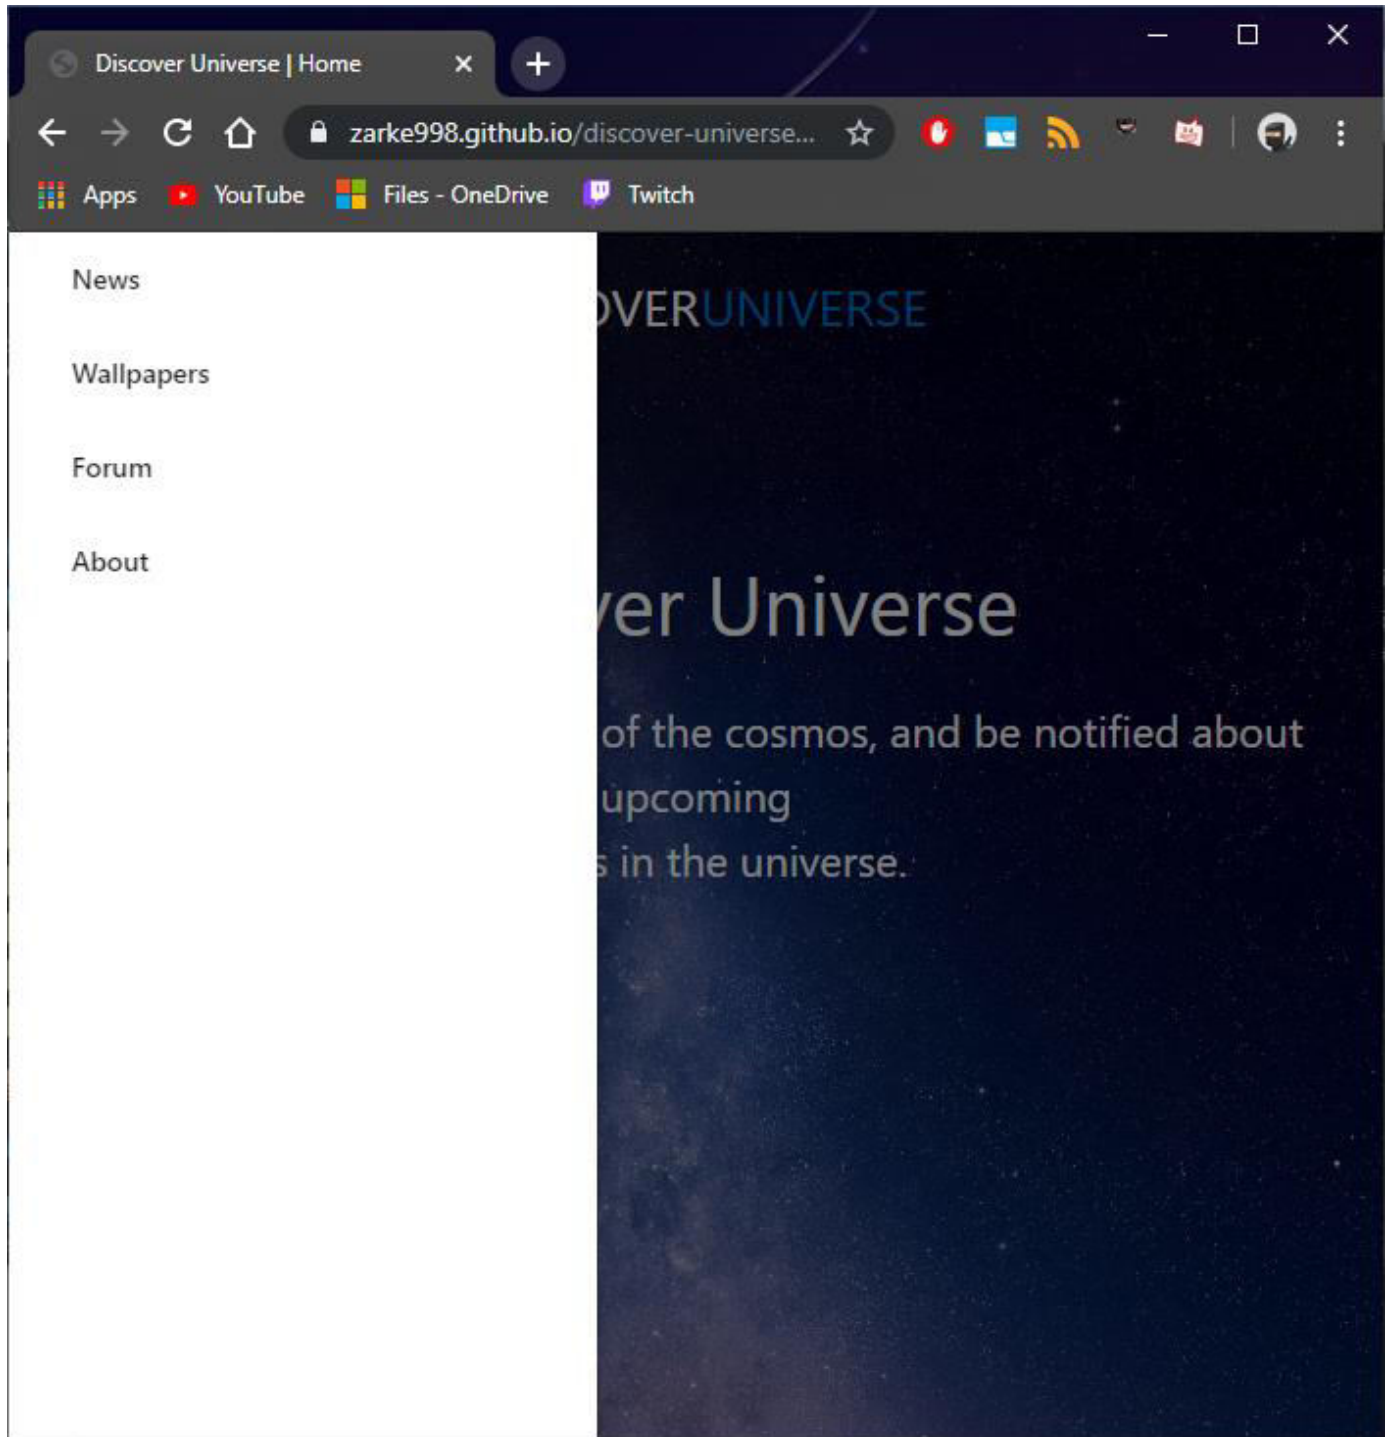 Discover Universe | Home
zarke998.github.io/discover-universe...
Apps YouTube Files - OneDrive Twitch
News
OVERUNIVERSE
Wallpapers
Forum
About
ver Universe
of the cosmos, and be notified about
upcoming
s in the universe.